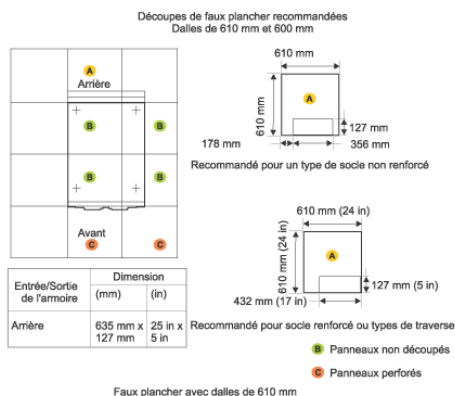 Découpes de faux plancher recommandées
Dalles de 610 mm et 600 mm
A
Arrière
B
B
B
B
Avant
C
C
610 mm
610 mm
A
127 mm
178 mm
356 mm
Recommandé pour un type de socle non renforcé
610 mm (24 in)
610 mm (24 in)
A
127 mm (5 in)
432 mm (17 in)
Recommandé pour socle renforcé ou types de traverse
Entrée/Sortie de l'armoire
Dimension
(mm)
(in)
Arrière
635 mm x 127 mm
25 in x 5 in
B Panneaux non découpés
C Panneaux perforés
Faux plancher avec dalles de 610 mm